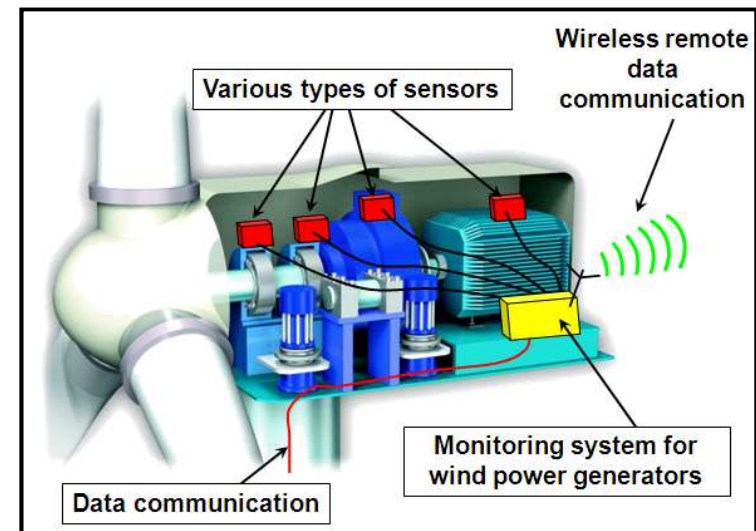 Wireless remote
data
communication
Various types of sensors
Monitoring system for
wind power generators
Data communication